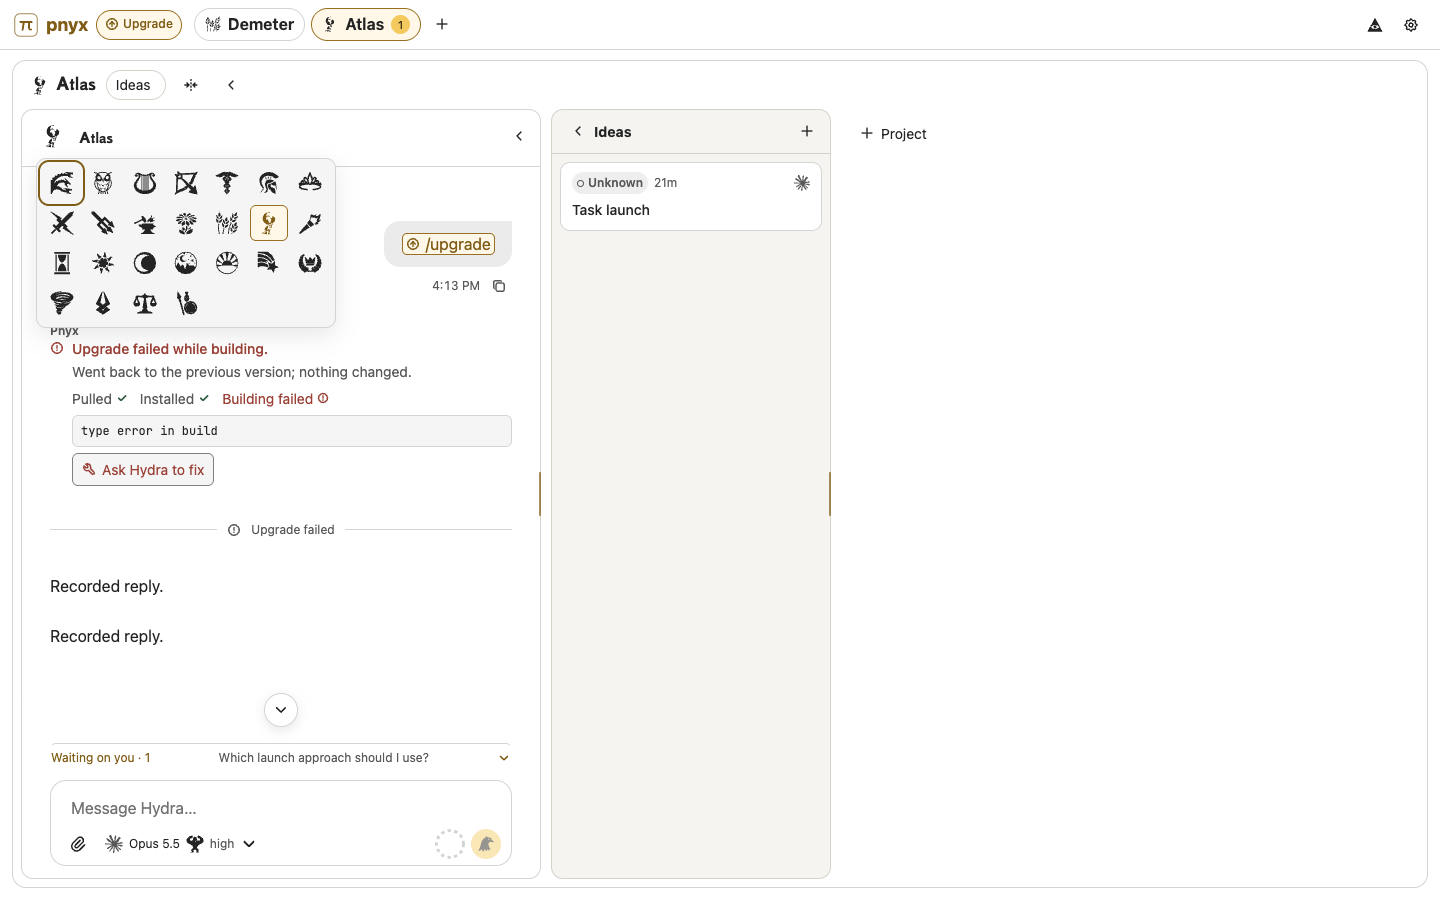 π pnyx Upgrade Demeter Atlas 1
Atlas Ideas
Atlas
Ideas
Project
Unknown 21m
Task launch
/upgrade
4:13 PM
Pnyx
Upgrade failed while building.
Went back to the previous version; nothing changed.
Pulled Installed Building failed
type error in build
Ask Hydra to fix
Upgrade failed
Recorded reply.
Recorded reply.
Waiting on you · 1 Which launch approach should I use?
Message Hydra...
Opus 5.5 high